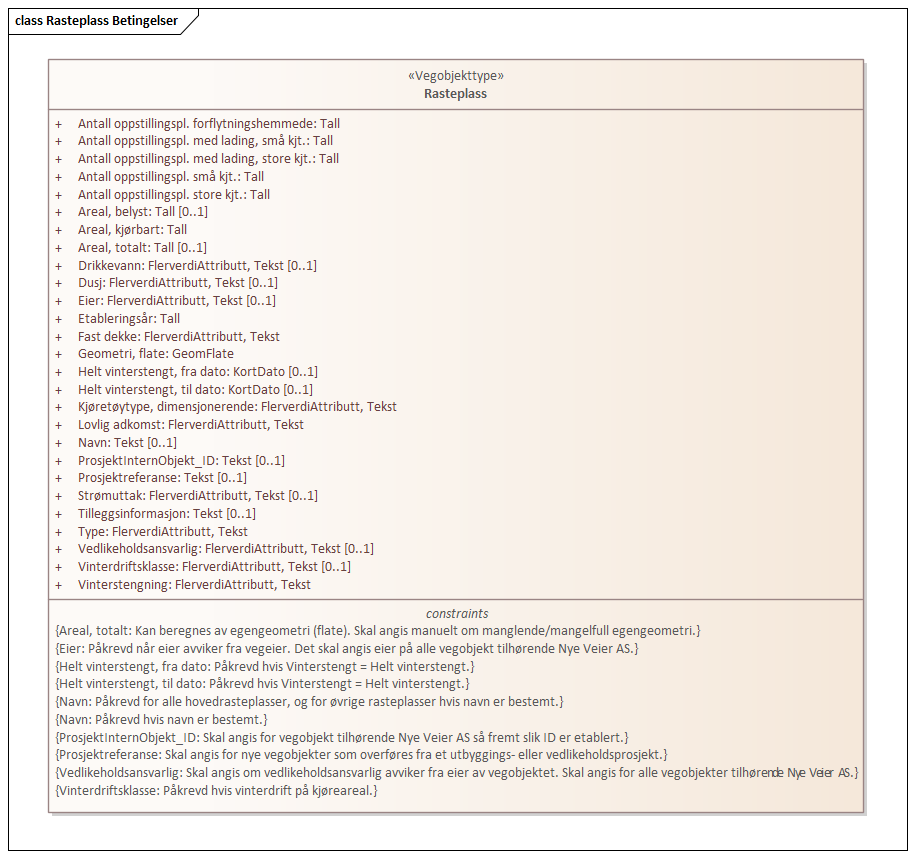 class Rasteplass Betingelser
«Vegobjekttype»
Rasteplass
+ Antall oppstillingspl. forflytningshemmede: Tall
+ Antall oppstillingspl. med lading, små kjt.: Tall
+ Antall oppstillingspl. med lading, store kjt.: Tall
+ Antall oppstillingspl. små kjt.: Tall
+ Antall oppstillingspl. store kjt.: Tall
+ Areal, belyst: Tall [0..1]
+ Areal, kjørbart: Tall
+ Areal, totalt: Tall [0..1]
+ Drikkevann: FlerverdiAttributt, Tekst [0..1]
+ Dusj: FlerverdiAttributt, Tekst [0..1]
+ Eier: FlerverdiAttributt, Tekst [0..1]
+ Etableringsår: Tall
+ Fast dekke: FlerverdiAttributt, Tekst
+ Geometri, flate: GeomFlate
+ Helt vinterstengt, fra dato: KortDato [0..1]
+ Helt vinterstengt, til dato: KortDato [0..1]
+ Kjøretøytype, dimensjonerende: FlerverdiAttributt, Tekst
+ Lovlig adkomst: FlerverdiAttributt, Tekst
+ Navn: Tekst [0..1]
+ ProsjektInternObjekt_ID: Tekst [0..1]
+ Prosjektreferanse: Tekst [0..1]
+ Strømuttak: FlerverdiAttributt, Tekst [0..1]
+ Tilleggsinformasjon: Tekst [0..1]
+ Type: FlerverdiAttributt, Tekst
+ Vedlikeholdsansvarlig: FlerverdiAttributt, Tekst [0..1]
+ Vinterdriftsklasse: FlerverdiAttributt, Tekst [0..1]
+ Vinterstengning: FlerverdiAttributt, Tekst
constraints
{Areal, totalt: Kan beregnes av egengeometri (flate). Skal angis manuelt om manglende/mangelfull egengeometri.}
{Eier: Påkrevd når eier avviker fra vegeier. Det skal angis eier på alle vegobjekt tilhørende Nye Veier AS.}
{Helt vinterstengt, fra dato: Påkrevd hvis Vinterstengt = Helt vinterstengt.}
{Helt vinterstengt, til dato: Påkrevd hvis Vinterstengt = Helt vinterstengt.}
{Navn: Påkrevd for alle hovedrasteplasser, og for øvrige rasteplasser hvis navn er bestemt.}
{Navn: Påkrevd hvis navn er bestemt.}
{ProsjektInternObjekt_ID: Skal angis for vegobjekt tilhørende Nye Veier AS så fremt slik ID er etablert.}
{Prosjektreferanse: Skal angis for nye vegobjekter som overføres fra et utbyggings- eller vedlikeholdsprosjekt.}
{Vedlikeholdsansvarlig: Skal angis om vedlikeholdsansvarlig avviker fra eier av vegobjektet. Skal angis for alle vegobjekter tilhørende Nye Veier AS.}
{Vinterdriftsklasse: Påkrevd hvis vinterdrift på kjøreareal.}